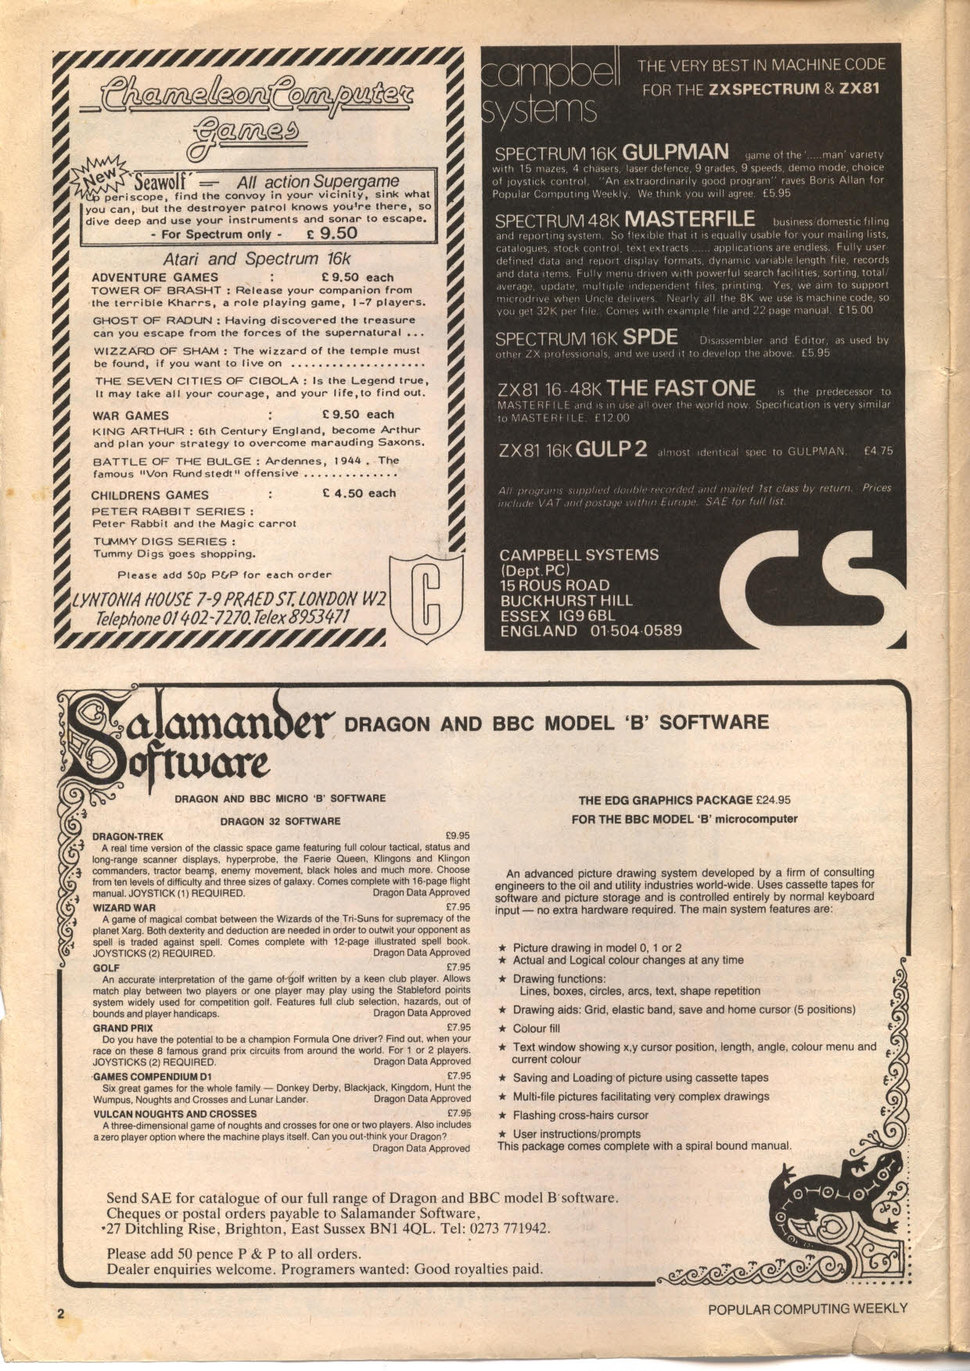 Chameleon Computer
Games
New
'Seawolf' — All action Supergame
Up periscope, find the convoy in your vicinity, sink what
you can, but the destroyer patrol knows you're there, so
dive deep and use your instruments and sonar to escape.
- For Spectrum only - £ 9.50
Atari and Spectrum 16k
ADVENTURE GAMES : £ 9.50 each
TOWER OF BRASHT : Release your companion from
the terrible Kharrs, a role playing game, 1-7 players.
GHOST OF RADUN : Having discovered the treasure
can you escape from the forces of the supernatural ...
WIZZARD OF SHAM : The wizzard of the temple must
be found, if you want to live on ...................
THE SEVEN CITIES OF CIBOLA : Is the Legend true,
It may take all your courage, and your life, to find out.
WAR GAMES : £ 9.50 each
KING ARTHUR : 6th Century England, become Arthur
and plan your strategy to overcome marauding Saxons.
BATTLE OF THE BULGE : Ardennes, 1944 . The
famous "Von Rundstedt" offensive ..............
CHILDRENS GAMES : £ 4.50 each
PETER RABBIT SERIES :
Peter Rabbit and the Magic carrot
TUMMY DIGS SERIES :
Tummy Digs goes shopping.
Please add 50p P&P for each order
LYNTONIA HOUSE 7-9 PRAED ST. LONDON W2
Telephone 01 402-7270. Telex 8953471
C
campbell
systems
THE VERY BEST IN MACHINE CODE
FOR THE ZX SPECTRUM & ZX81
SPECTRUM 16K GULPMAN game of the '.....man' variety
with 15 mazes, 4 chasers, laser defence, 9 grades, 9 speeds, demo mode, choice
of joystick control. "An extraordinarily good program" raves Boris Allan for
Popular Computing Weekly. We think you will agree. £5.95
SPECTRUM 48K MASTERFILE business/domestic filing
and reporting system. So flexible that it is equally usable for your mailing lists,
catalogues, stock control, text extracts ..... applications are endless. Fully user
defined data and report display formats, dynamic variable length file, records
and data items. Fully menu driven with powerful search facilities, sorting, total/
average, update, multiple independent files, printing. Yes, we aim to support
microdrive when Uncle delivers. Nearly all the 8K we use is machine code, so
you get 32K per file. Comes with example file and 22 page manual. £15.00
SPECTRUM 16K SPDE Disassembler and Editor, as used by
other ZX professionals, and we used it to develop the above. £5.95
ZX81 16-48K THE FAST ONE is the predecessor to
MASTERFILE and is in use all over the world now. Specification is very similar
to MASTERFILE. £12.00
ZX81 16K GULP 2 almost identical spec to GULPMAN. £4.75
All programs supplied double-recorded and mailed 1st class by return. Prices
include VAT and postage within Europe. SAE for full list.
CAMPBELL SYSTEMS
(Dept. PC)
15 ROUS ROAD
BUCKHURST HILL
ESSEX IG9 6BL
ENGLAND 01-504-0589
CS
Salamander
Software
DRAGON AND BBC MODEL 'B' SOFTWARE
DRAGON AND BBC MICRO 'B' SOFTWARE
DRAGON 32 SOFTWARE
DRAGON-TREK £9.95
A real time version of the classic space game featuring full colour tactical, status and
long-range scanner displays, hyperprobe, the Faerie Queen, Klingons and Klingon
commanders, tractor beams, enemy movement, black holes and much more. Choose
from ten levels of difficulty and three sizes of galaxy. Comes complete with 16-page flight
manual. JOYSTICK (1) REQUIRED. Dragon Data Approved
WIZARD WAR £7.95
A game of magical combat between the Wizards of the Tri-Suns for supremacy of the
planet Xarg. Both dexterity and deduction are needed in order to outwit your opponent as
spell is traded against spell. Comes complete with 12-page illustrated spell book.
JOYSTICKS (2) REQUIRED. Dragon Data Approved
GOLF £7.95
An accurate interpretation of the game of golf written by a keen club player. Allows
match play between two players or one player may play using the Stableford points
system widely used for competition golf. Features full club selection, hazards, out of
bounds and player handicaps. Dragon Data Approved
GRAND PRIX £7.95
Do you have the potential to be a champion Formula One driver? Find out, when your
race on these 8 famous grand prix circuits from around the world. For 1 or 2 players.
JOYSTICKS (2) REQUIRED. Dragon Data Approved
GAMES COMPENDIUM D1 £7.95
Six great games for the whole family — Donkey Derby, Blackjack, Kingdom, Hunt the
Wumpus, Noughts and Crosses and Lunar Lander. Dragon Data Approved
VULCAN NOUGHTS AND CROSSES £7.95
A three-dimensional game of noughts and crosses for one or two players. Also includes
a zero player option where the machine plays itself. Can you out-think your Dragon?
Dragon Data Approved
THE EDG GRAPHICS PACKAGE £24.95
FOR THE BBC MODEL 'B' microcomputer
An advanced picture drawing system developed by a firm of consulting
engineers to the oil and utility industries world-wide. Uses cassette tapes for
software and picture storage and is controlled entirely by normal keyboard
input — no extra hardware required. The main system features are:
★ Picture drawing in model 0, 1 or 2
★ Actual and Logical colour changes at any time
★ Drawing functions:
Lines, boxes, circles, arcs, text, shape repetition
★ Drawing aids: Grid, elastic band, save and home cursor (5 positions)
★ Colour fill
★ Text window showing x,y cursor position, length, angle, colour menu and
current colour
★ Saving and Loading of picture using cassette tapes
★ Multi-file pictures facilitating very complex drawings
★ Flashing cross-hairs cursor
★ User instructions/prompts
This package comes complete with a spiral bound manual.
Send SAE for catalogue of our full range of Dragon and BBC model B software.
Cheques or postal orders payable to Salamander Software,
27 Ditchling Rise, Brighton, East Sussex BN1 4QL. Tel: 0273 771942.
Please add 50 pence P & P to all orders.
Dealer enquiries welcome. Programers wanted: Good royalties paid.
2
POPULAR COMPUTING WEEKLY